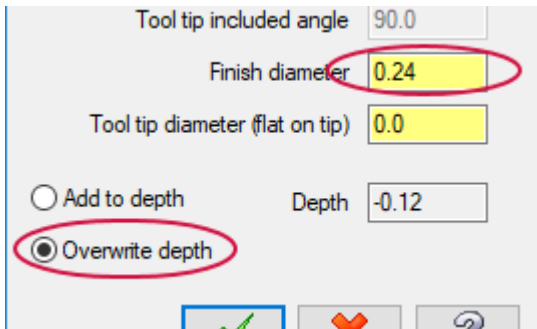 Tool tip included angle 90.0
Finish diameter 0.24
Tool tip diameter (flat on tip) 0.0
Add to depth Depth -0.12
Overwrite depth
?